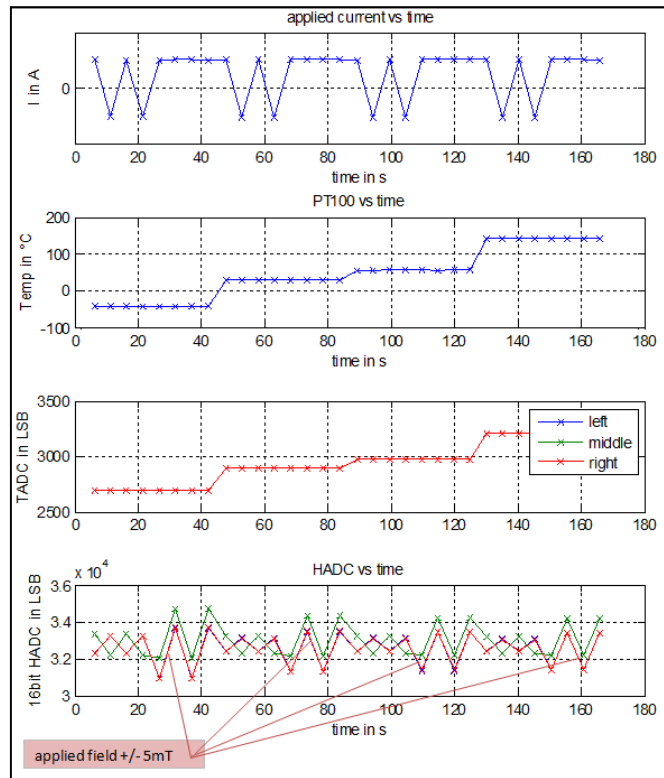 applied current vs time
I in A
0
0 20 40 60 80 100 120 140 160 180
time in s
PT100 vs time
Temp in °C
200
100
0
-100
0 20 40 60 80 100 120 140 160 180
time in s
TADC in LSB
3500
3000
2500
left
middle
right
0 20 40 60 80 100 120 140 160 180
time in s
x 10⁴
HADC vs time
16bit HADC in LSB
3.6
3.4
3.2
3
0 20 40 60 80 100 120 140 160 180
time in s
applied field +/- 5mT